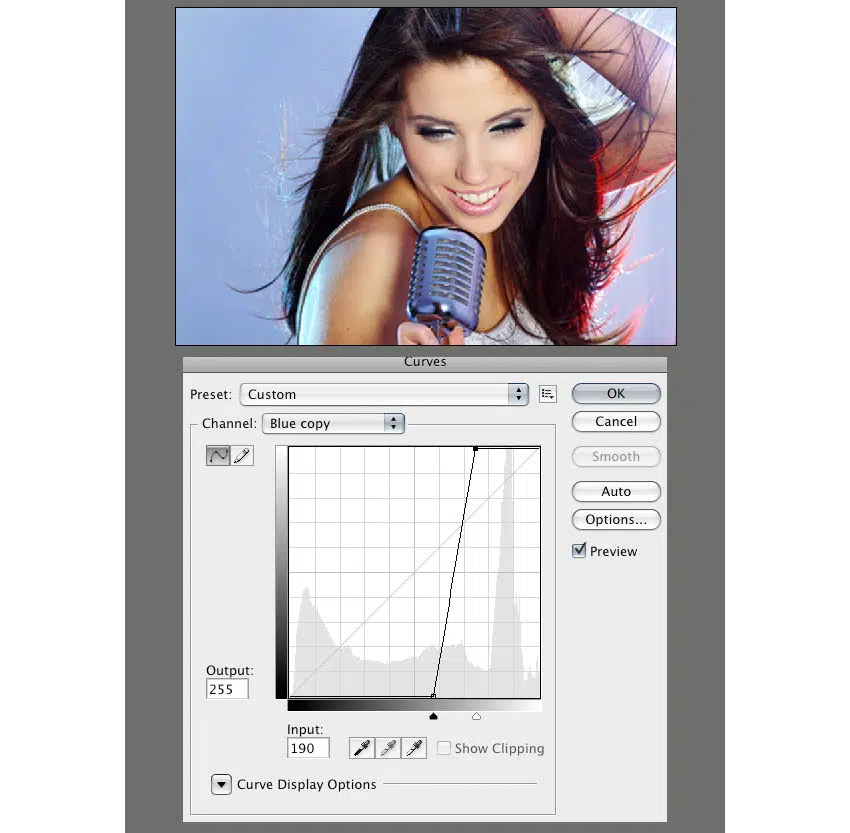 Curves
Preset: Custom
OK
Channel: Blue copy
Cancel
Smooth
Auto
Options...
Preview
Output:
255
Input:
190
Show Clipping
Curve Display Options